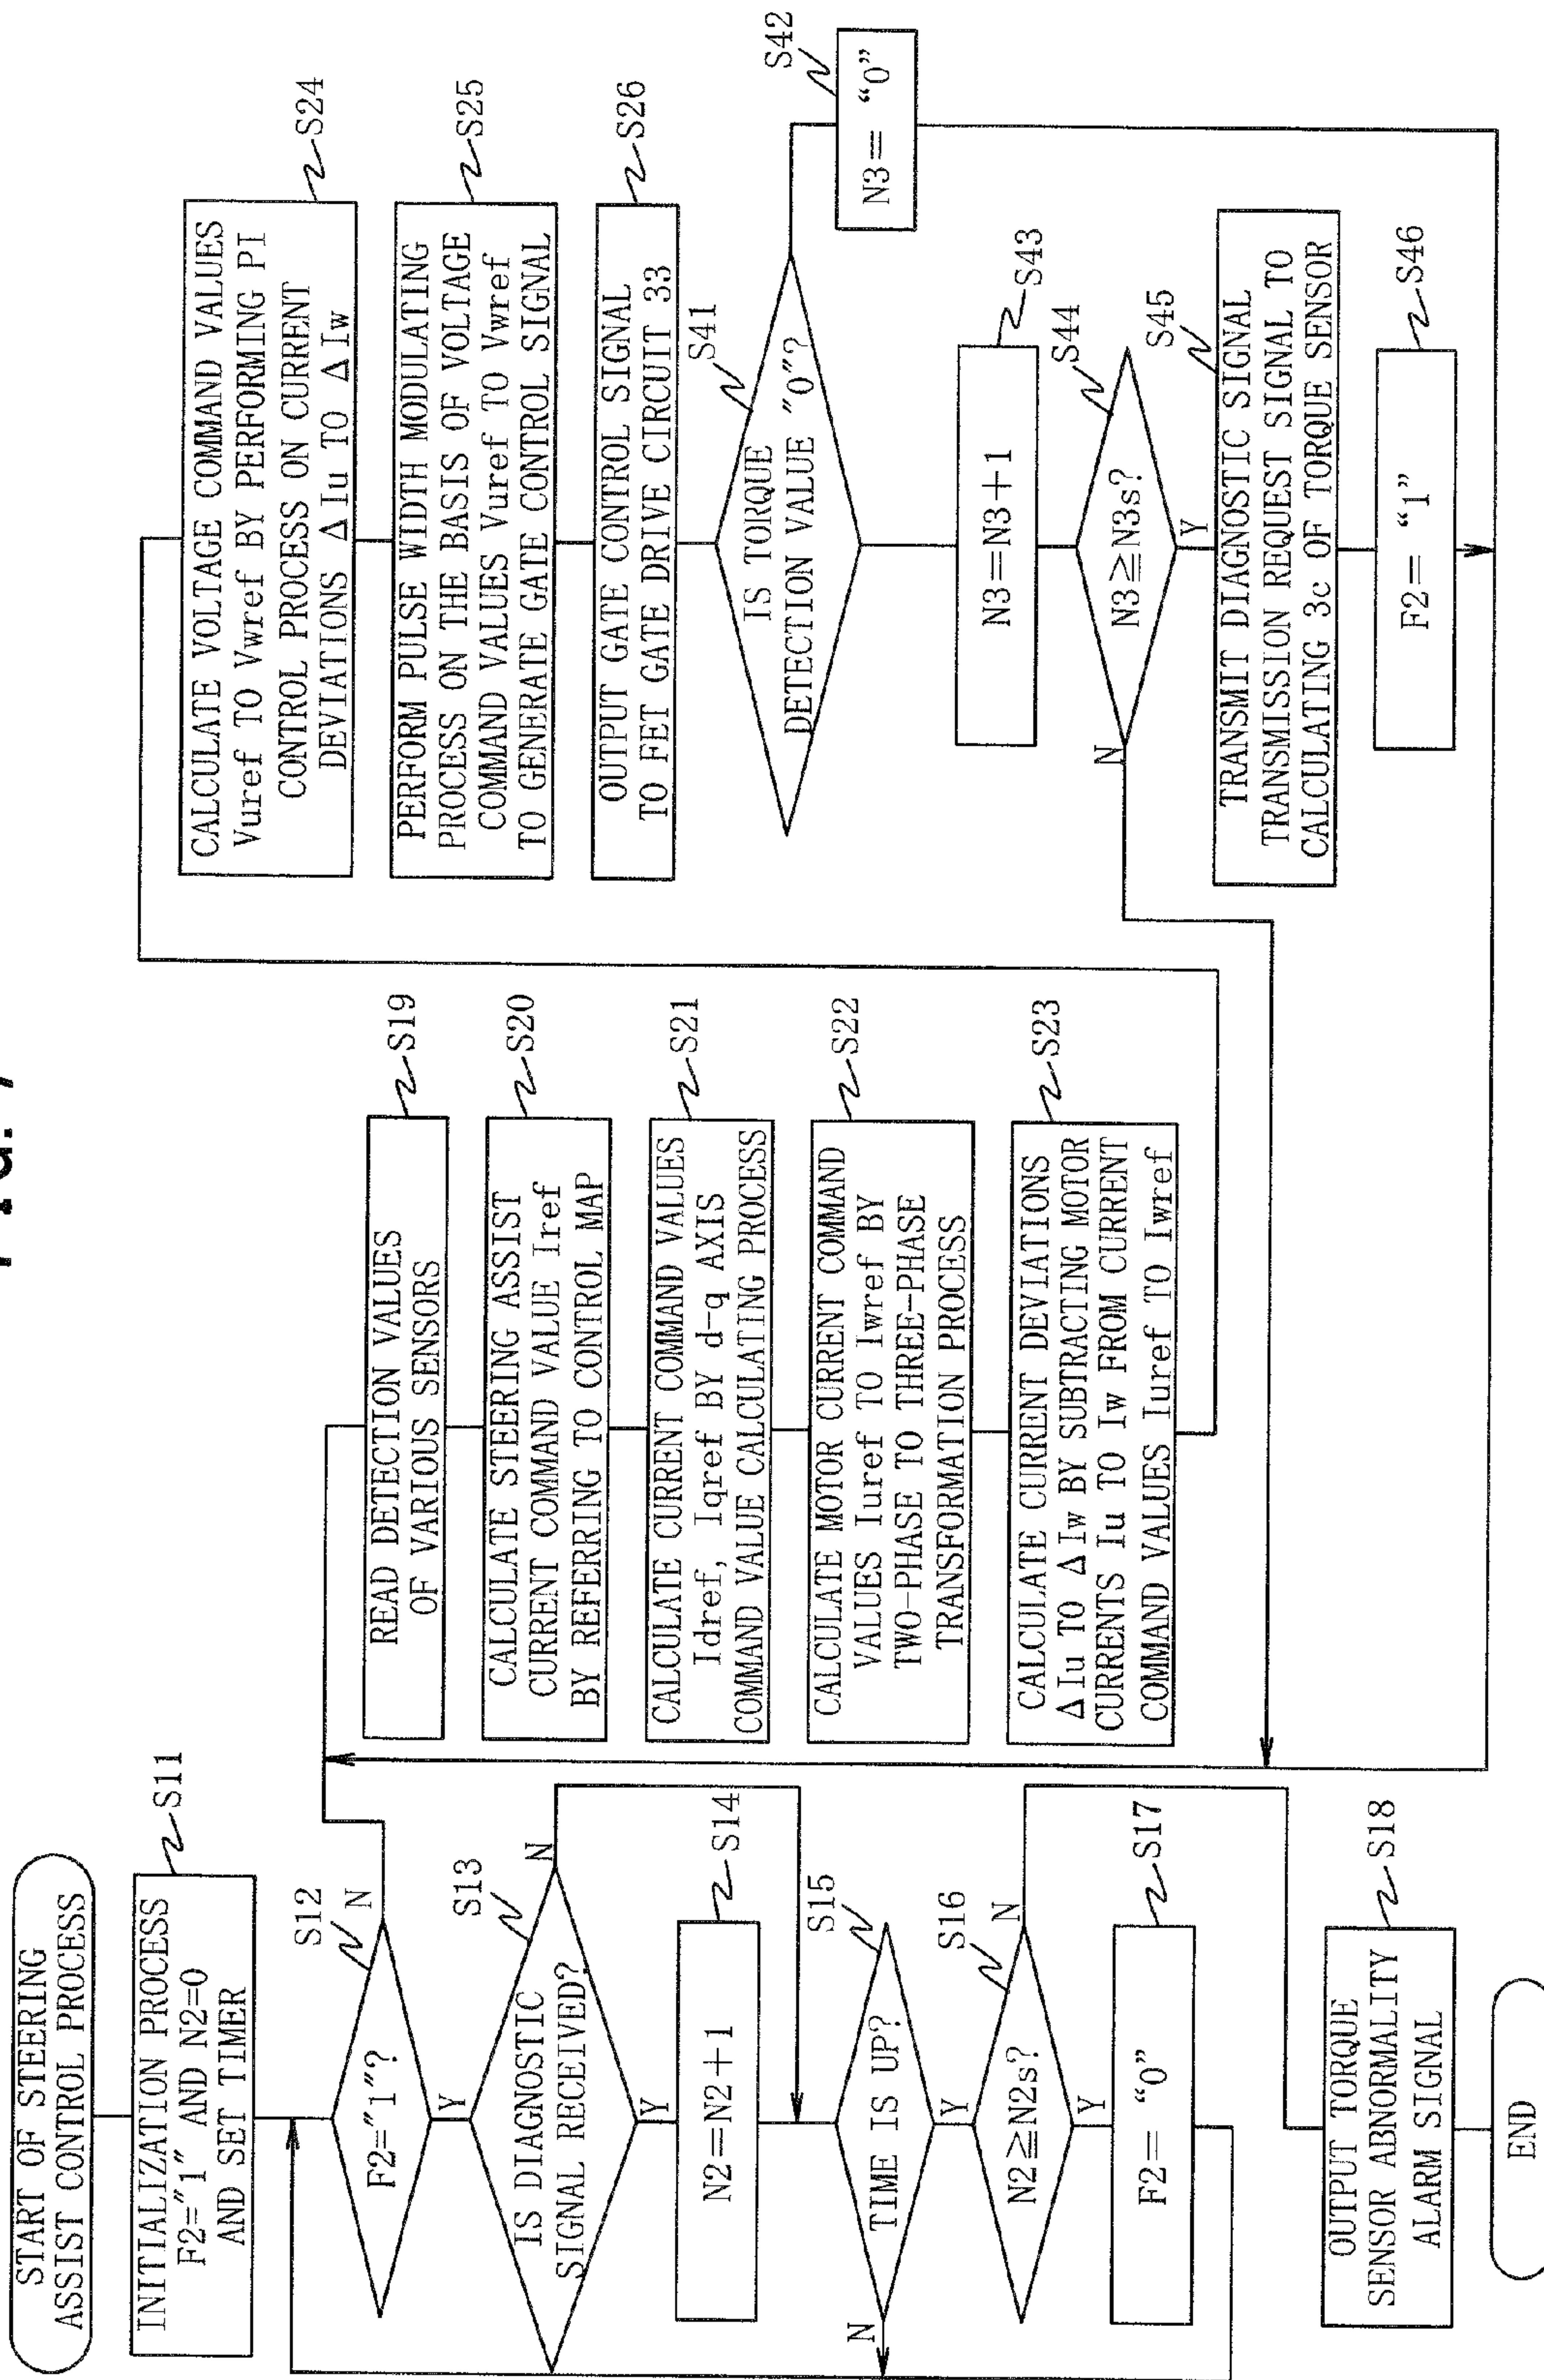 START OF STEERING
ASSIST CONTROL PROCESS
INITIALIZATION PROCESS
F2="1" AND N2=0
AND SET TIMER
S11
F2="1"?
S12
N
Y
IS DIAGNOSTIC
SIGNAL RECEIVED?
S13
N
Y
N2=N2+1
S14
TIME IS UP?
S15
N
Y
N2≧N2s?
S16
N
Y
F2= "0"
S17
OUTPUT TORQUE
SENSOR ABNORMALITY
ALARM SIGNAL
S18
END
READ DETECTION VALUES
OF VARIOUS SENSORS
S19
CALCULATE STEERING ASSIST
CURRENT COMMAND VALUE Iref
BY REFERRING TO CONTROL MAP
S20
CALCULATE CURRENT COMMAND VALUES
Idref, Iqref BY d-q AXIS
COMMAND VALUE CALCULATING PROCESS
S21
CALCULATE MOTOR CURRENT COMMAND
VALUES Iuref TO Iwref BY
TWO-PHASE TO THREE-PHASE
TRANSFORMATION PROCESS
S22
CALCULATE CURRENT DEVIATIONS
ΔIu TO ΔIw BY SUBTRACTING MOTOR
CURRENTS Iu TO Iw FROM CURRENT
COMMAND VALUES Iuref TO Iwref
S23
CALCULATE VOLTAGE COMMAND VALUES
Vuref TO Vwref BY PERFORMING PI
CONTROL PROCESS ON CURRENT
DEVIATIONS ΔIu TO ΔIw
S24
PERFORM PULSE WIDTH MODULATING
PROCESS ON THE BASIS OF VOLTAGE
COMMAND VALUES Vuref TO Vwref
TO GENERATE GATE CONTROL SIGNAL
S25
OUTPUT GATE CONTROL SIGNAL
TO FET GATE DRIVE CIRCUIT 33
S26
IS TORQUE
DETECTION VALUE "0"?
S41
N3= "0"
S42
N3=N3+1
S43
N3≧N3s?
S44
N
Y
TRANSMIT DIAGNOSTIC SIGNAL
TRANSMISSION REQUEST SIGNAL TO
CALCULATING 3c OF TORQUE SENSOR
S45
F2= "1"
S46